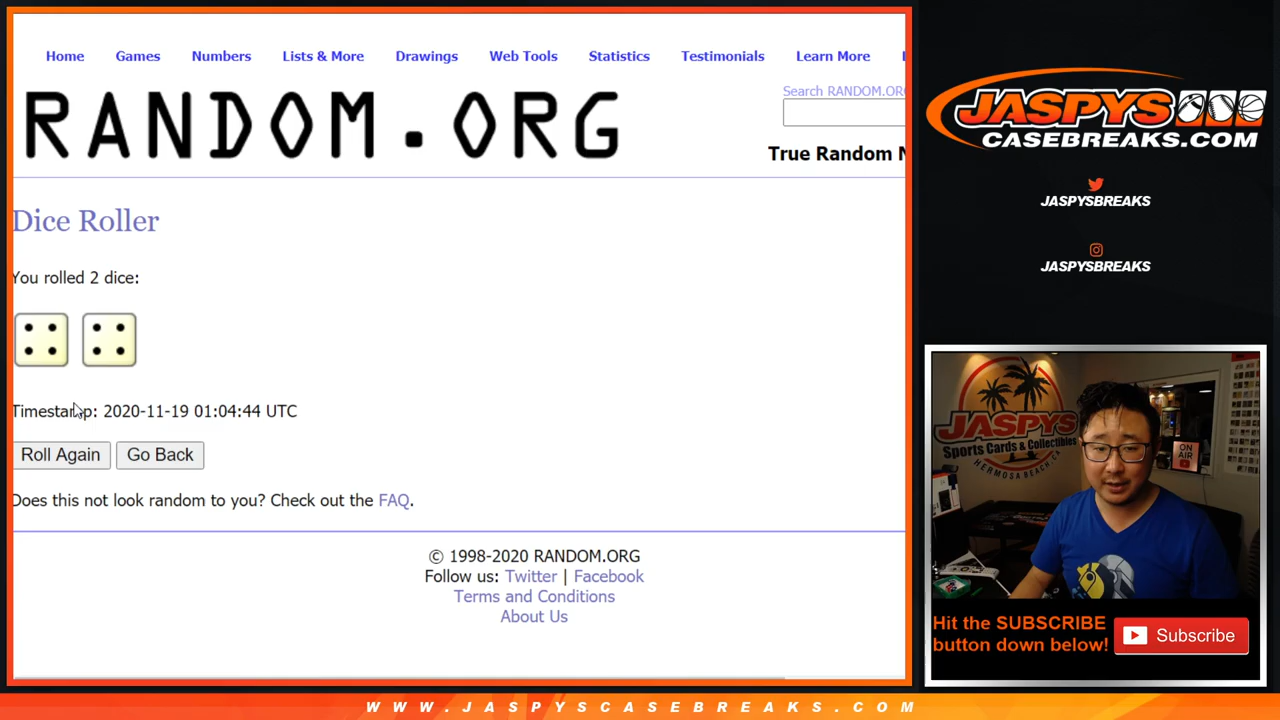 Home Games Numbers Lists & More Drawings Web Tools Statistics Testimonials Learn More
RANDOM.ORG
Search RANDOM.ORG
True Random N
Dice Roller
You rolled 2 dice:
Timestamp: 2020-11-19 01:04:44 UTC
Roll Again Go Back
Does this not look random to you? Check out the FAQ.
© 1998-2020 RANDOM.ORG
Follow us: Twitter | Facebook
Terms and Conditions
About Us
JASPYS
CASEBREAKS.COM
JASPYSBREAKS
JASPYSBREAKS
JASPYS
Sports Cards & Collectibles
HERMOSA BEACH, CA
ON AIR
Hit the SUBSCRIBE
button down below!
Subscribe
WWW.JASPYSCASEBREAKS.COM